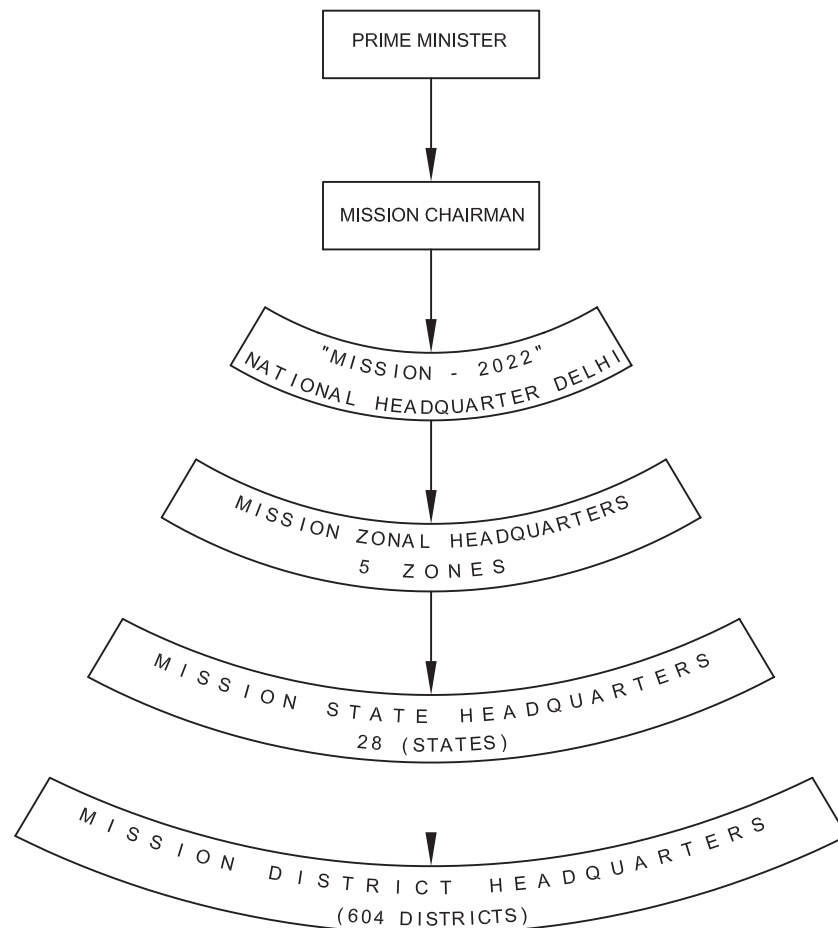 PRIME MINISTER
MISSION CHAIRMAN
"MISSION - 2022"
NATIONAL HEADQUARTER DELHI
MISSION ZONAL HEADQUARTERS
5 ZONES
MISSION STATE HEADQUARTERS
28 (STATES)
MISSION DISTRICT HEADQUARTERS
(604 DISTRICTS)